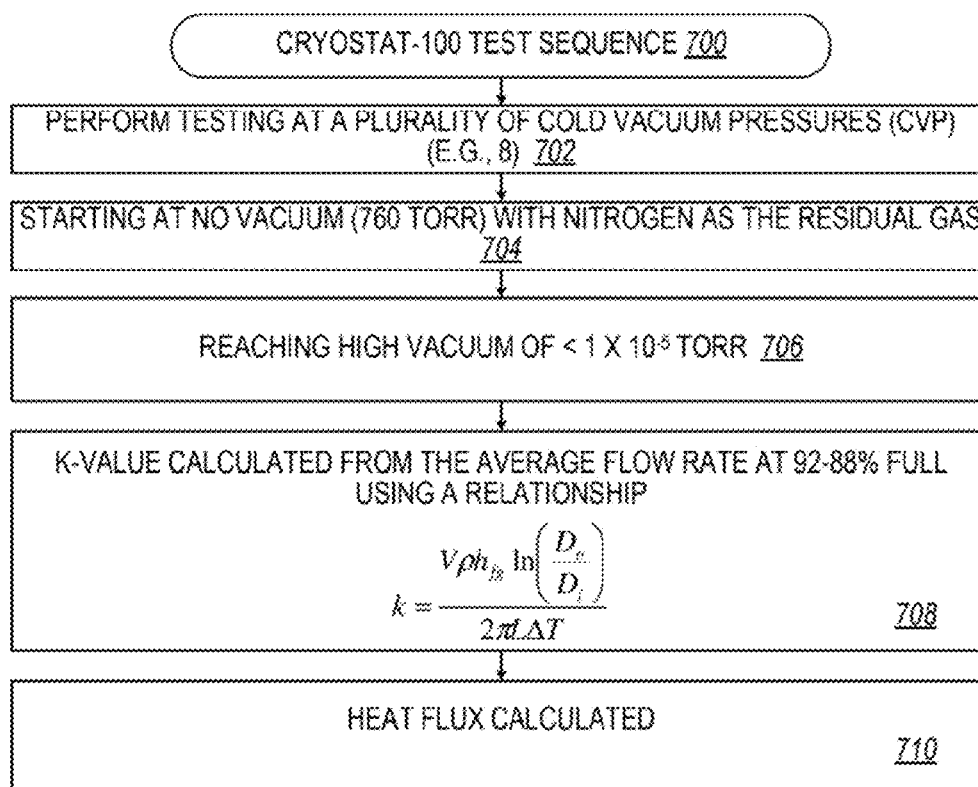 CRYOSTAT-100 TEST SEQUENCE 700
PERFORM TESTING AT A PLURALITY OF COLD VACUUM PRESSURES (CVP)
(E.G., 8) 702
STARTING AT NO VACUUM (760 TORR) WITH NITROGEN AS THE RESIDUAL GAS
704
REACHING HIGH VACUUM OF < 1 X 10⁻⁵ TORR 706
K-VALUE CALCULATED FROM THE AVERAGE FLOW RATE AT 92-88% FULL
USING A RELATIONSHIP
k = Vρh_fg ln(D_o/D_i) / 2πLΔT
708
HEAT FLUX CALCULATED
710